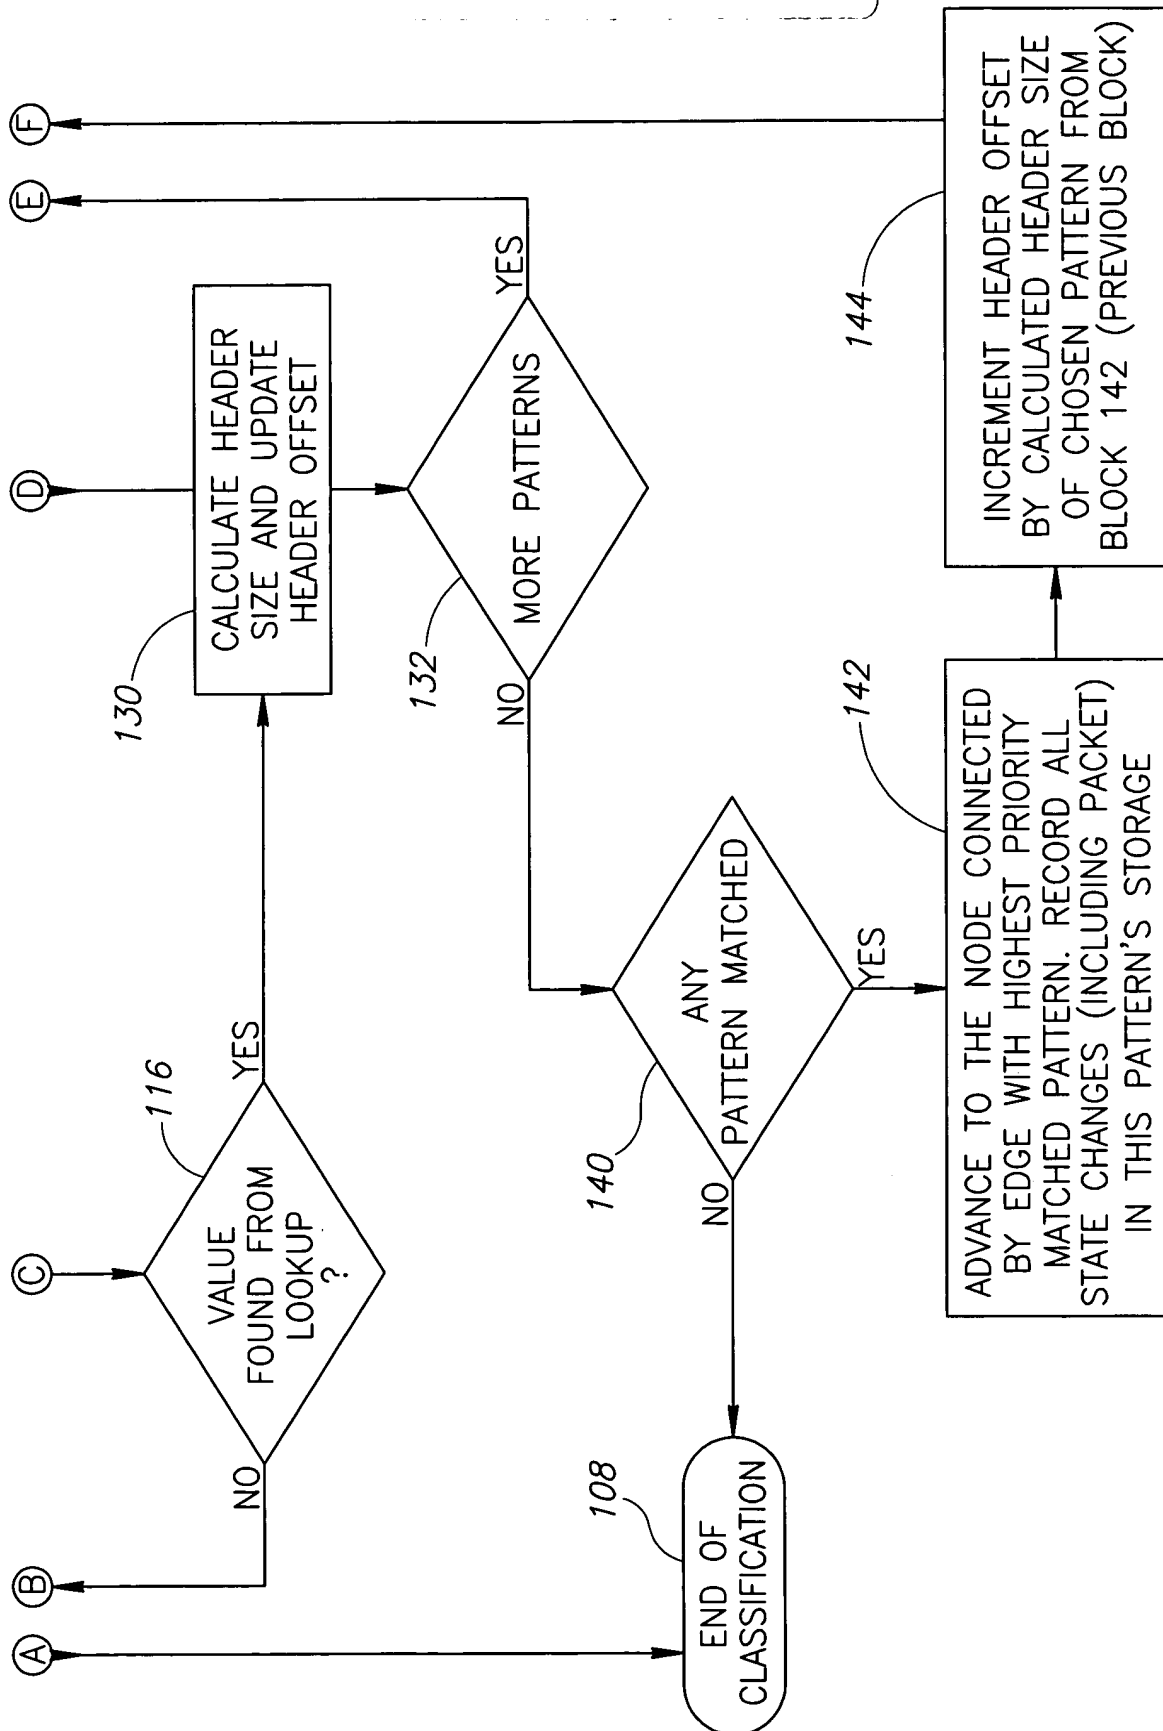 A
B
C
D
E
F
116
VALUE
FOUND FROM
LOOKUP
?
NO
YES
130
CALCULATE HEADER
SIZE AND UPDATE
HEADER OFFSET
132
MORE PATTERNS
YES
NO
140
ANY
PATTERN MATCHED
NO
YES
108
END OF
CLASSIFICATION
142
ADVANCE TO THE NODE CONNECTED
BY EDGE WITH HIGHEST PRIORITY
MATCHED PATTERN. RECORD ALL
STATE CHANGES (INCLUDING PACKET)
IN THIS PATTERN'S STORAGE
144
INCREMENT HEADER OFFSET
BY CALCULATED HEADER SIZE
OF CHOSEN PATTERN FROM
BLOCK 142 (PREVIOUS BLOCK)